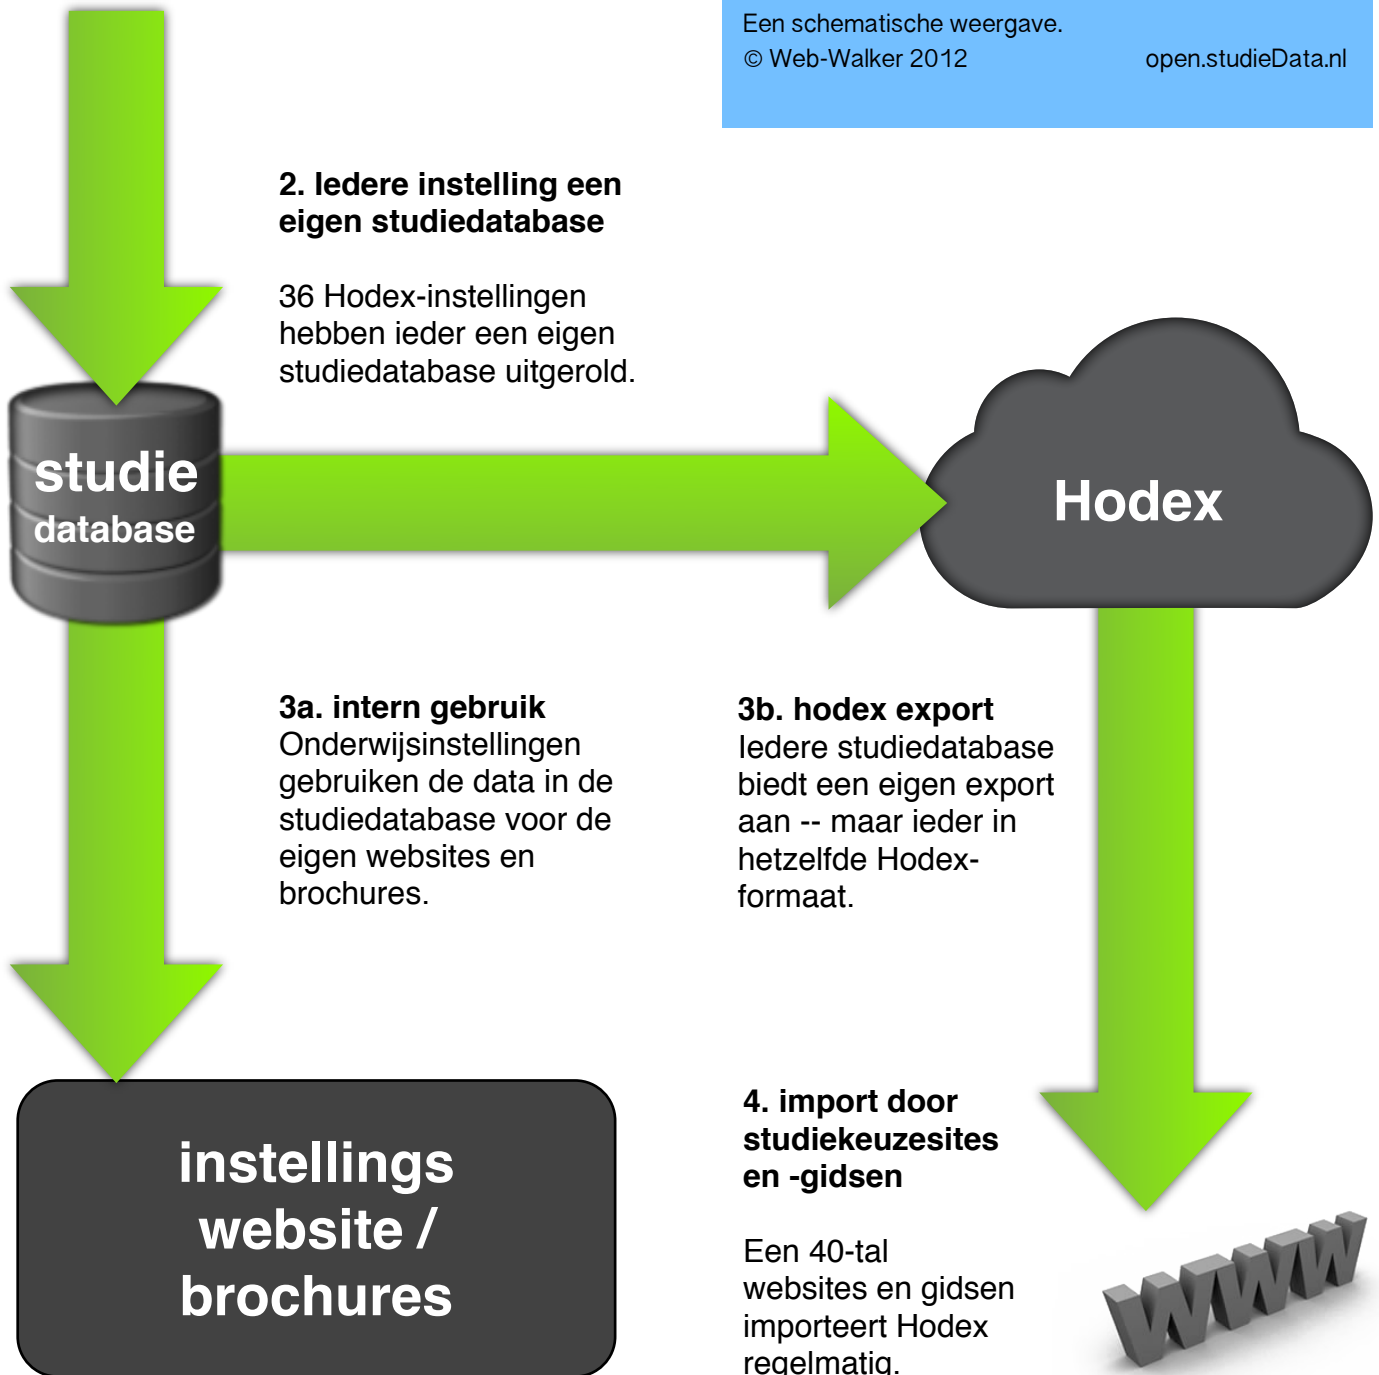 Een schematische weergave.
© Web-Walker 2012 open.studieData.nl
2. Iedere instelling een
eigen studiedatabase
36 Hodex-instellingen
hebben ieder een eigen
studiedatabase uitgerold.
studie
database
Hodex
3a. intern gebruik
Onderwijsinstellingen
gebruiken de data in de
studiedatabase voor de
eigen websites en
brochures.
3b. hodex export
Iedere studiedatabase
biedt een eigen export
aan -- maar ieder in
hetzelfde Hodex-
formaat.
instellings
website /
brochures
4. import door
studiekeuzesites
en -gidsen
Een 40-tal
websites en gidsen
importeert Hodex
regelmatig.
WWW